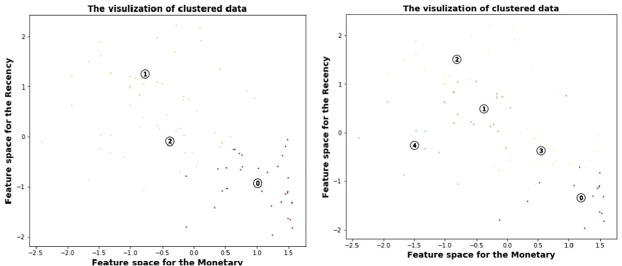 The visulization of clustered data
Feature space for the Recency
2
1
0
−1
−2
① 
② 
⓪
−2.5 −2.0 −1.5 −1.0 −0.5 0.0 0.5 1.0 1.5
Feature space for the Monetary
The visulization of clustered data
Feature space for the Recency
2
1
0
−1
−2
②
①
④
③
⓪
−2.5 −2.0 −1.5 −1.0 −0.5 0.0 0.5 1.0 1.5
Feature space for the Monetary